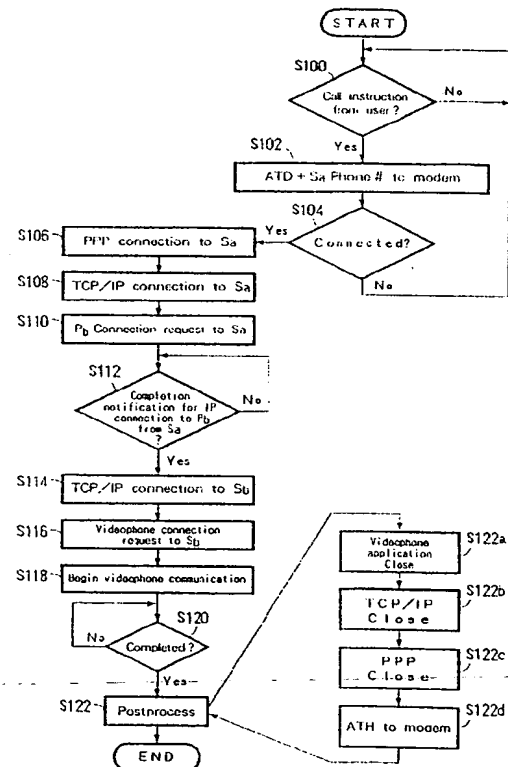 START
S100
Call instruction
from user?
No
Yes
S102
ATD + Sa Phone # to modem
S104
Connected?
Yes
No
S106
PPP connection to Sa
S108
TCP/IP connection to Sa
S110
Pb Connection request to Sa
S112
Completion
notification for IP
connection to Pb
from Sa
?
No
Yes
S114
TCP/IP connection to Sb
S116
Videophone connection
request to Sb
S118
Begin videophone communication
S120
Completed?
No
Yes
S122
Postprocess
END
Videophone
application
Close
S122a
TCP/IP
Close
S122b
PPP
Close
S122c
ATH to modem
S122d